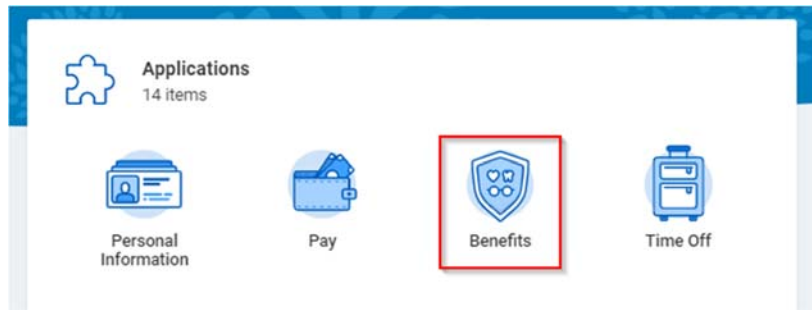 Applications
14 items
Personal
Information
Pay
Benefits
Time Off